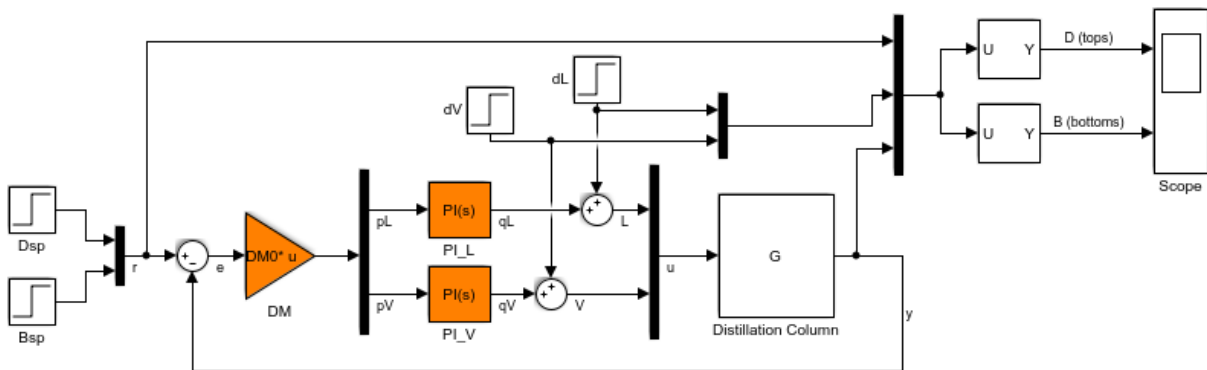 D (tops)
U Y
dL
dV
B (bottoms)
U Y
Scope
Dsp
PI(s)
pL
qL
L
PI_L
r
e
DM0* u
u
G
Bsp
DM
PI(s)
pV
qV
V
PI_V
Distillation Column
y
+
−
+
+
+
+